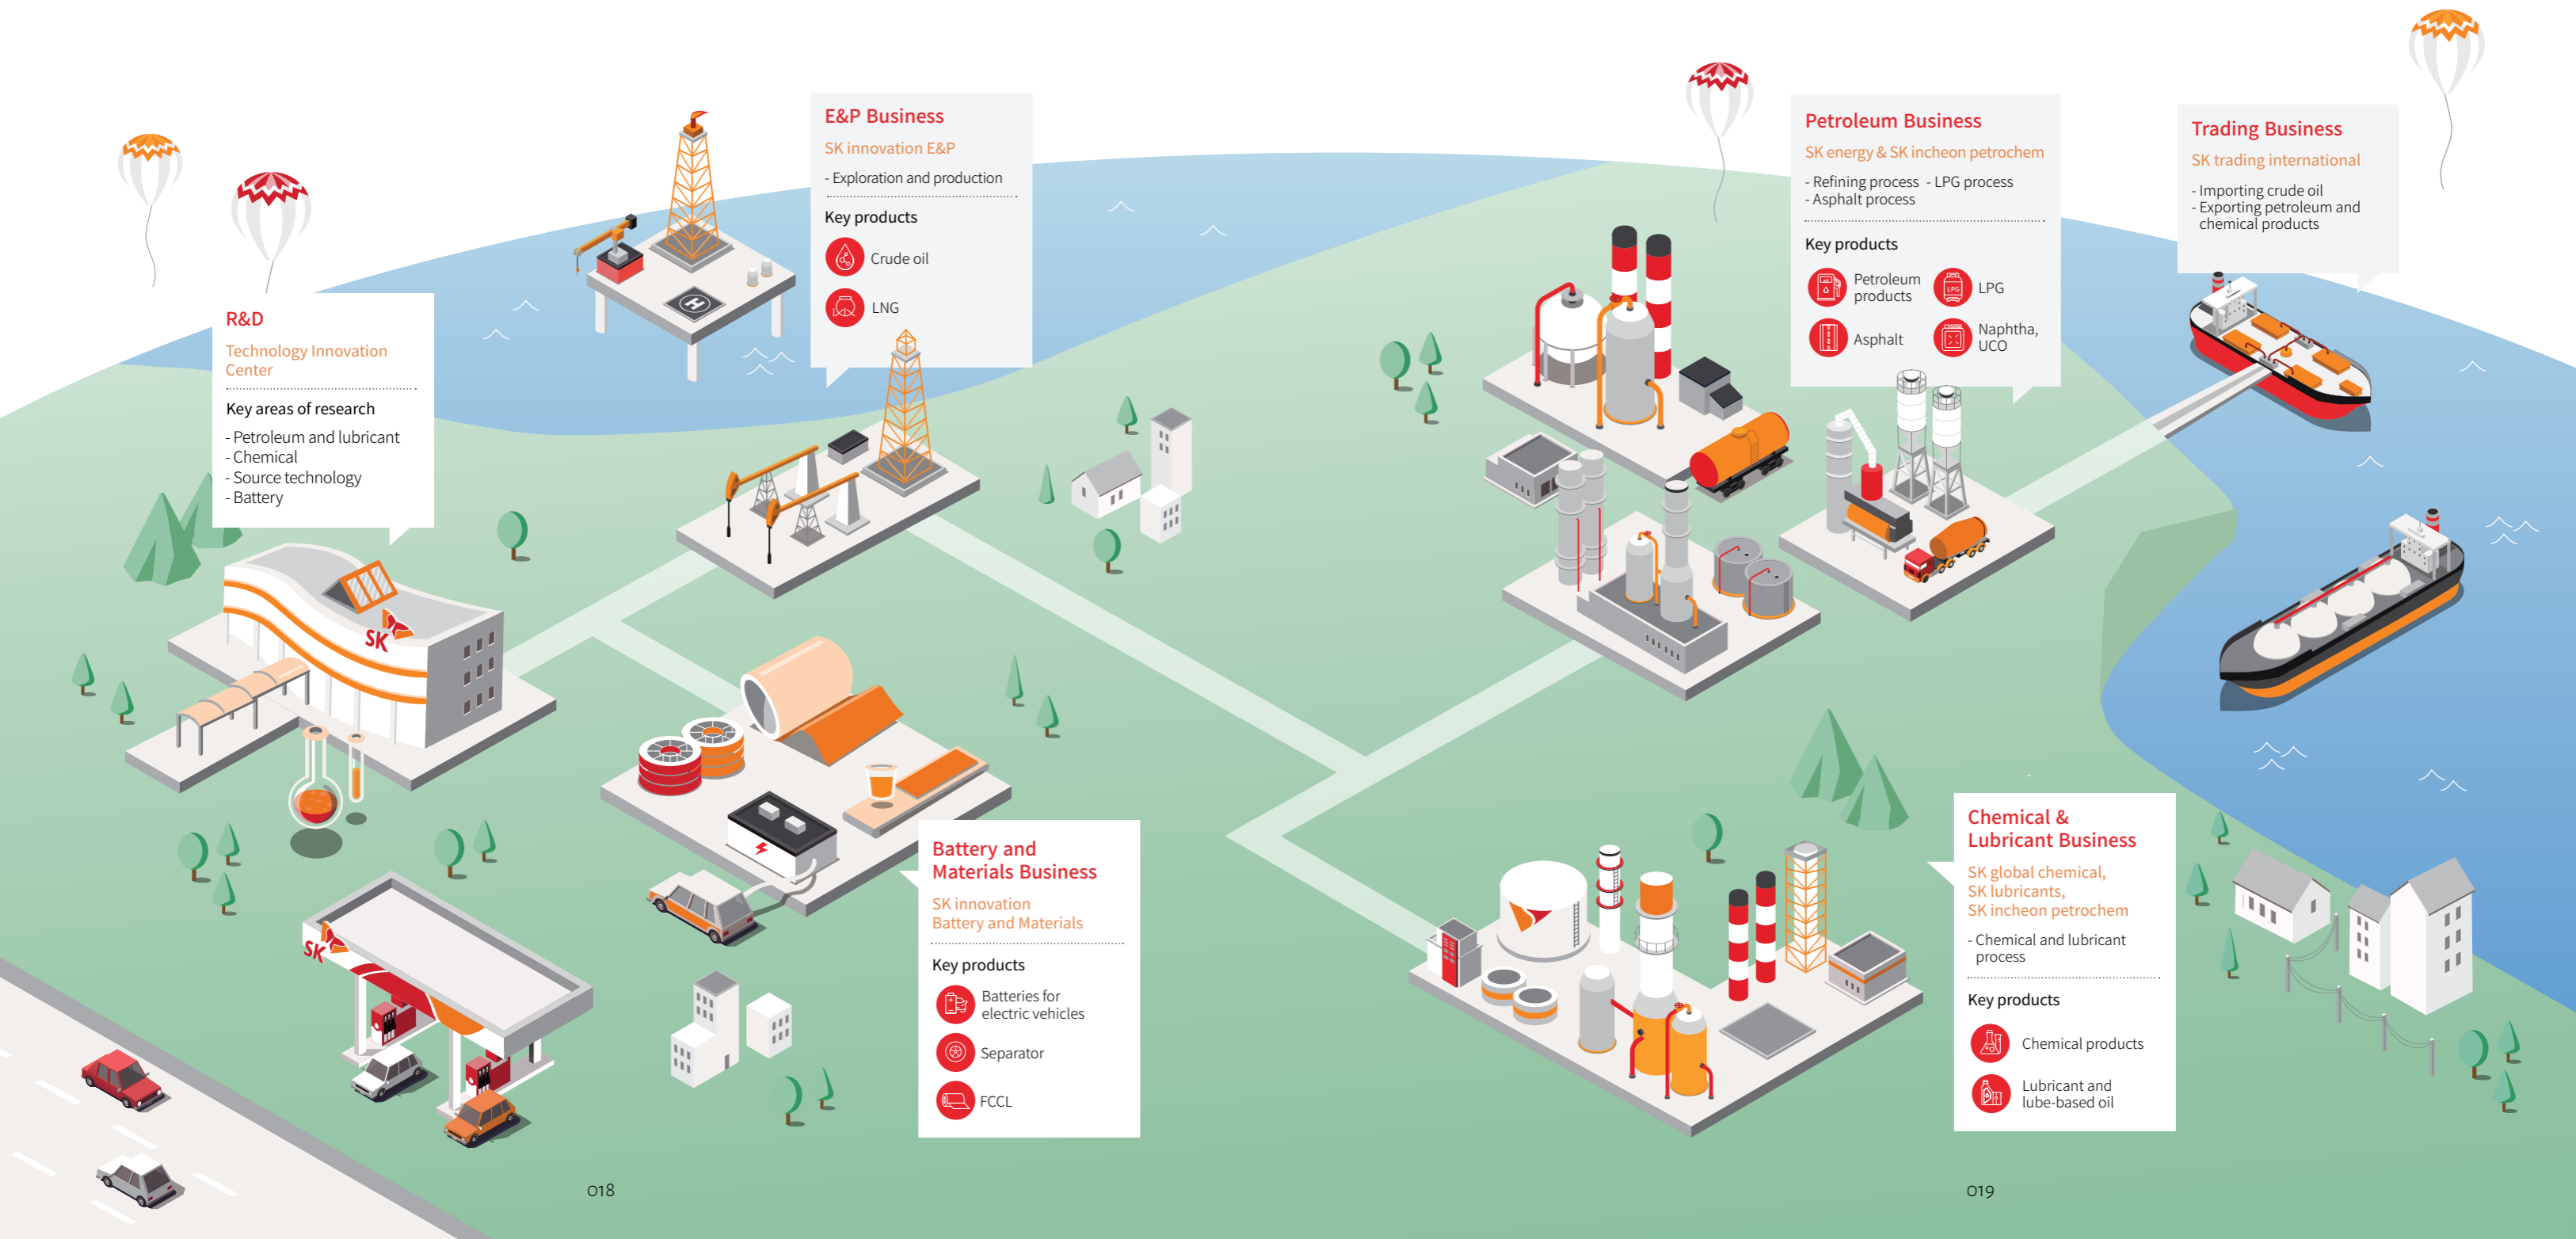 R&D
Technology Innovation
Center
Key areas of research
- Petroleum and lubricant
- Chemical
- Source technology
- Battery
SK
SK
E&P Business
SK innovation E&P
- Exploration and production
Key products
Crude oil
LNG
H
Battery and
Materials Business
SK innovation
Battery and Materials
Key products
Batteries for
electric vehicles
Separator
FCCL
018
Petroleum Business
SK energy & SK incheon petrochem
- Refining process - LPG process
- Asphalt process
Key products
Petroleum
products
LPG
LPG
Asphalt
Naphtha,
UCO
Trading Business
SK trading international
- Importing crude oil
- Exporting petroleum and
chemical products
Chemical &
Lubricant Business
SK global chemical,
SK lubricants,
SK incheon petrochem
- Chemical and lubricant
process
Key products
Chemical products
Lubricant and
lube-based oil
019